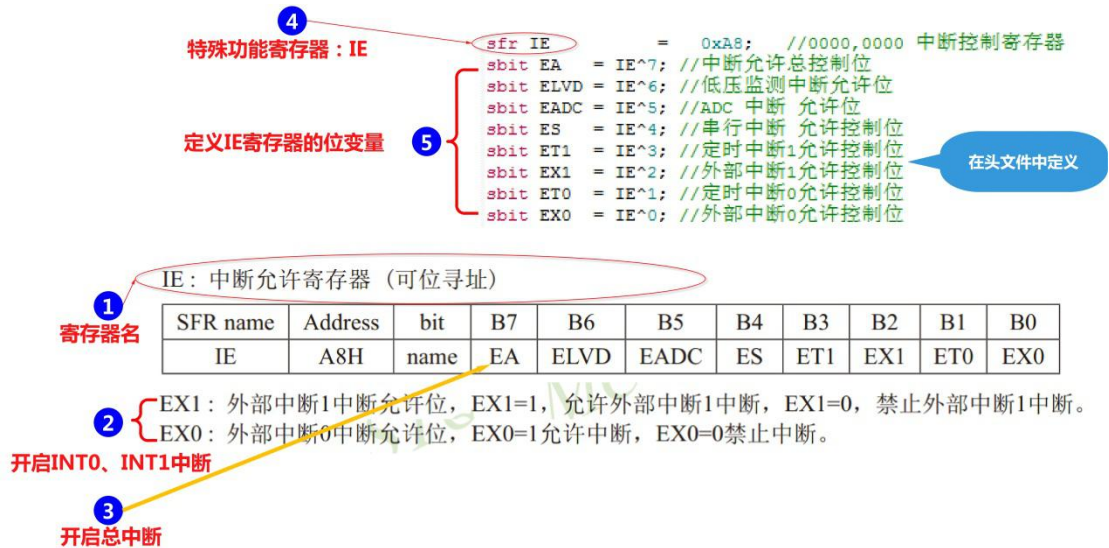 4
特殊功能寄存器：IE
sfr IE = 0xA8; //0000,0000 中断控制寄存器
sbit EA = IE^7; //中断允许总控制位
sbit ELVD = IE^6; //低压监测中断允许位
sbit EADC = IE^5; //ADC 中断 允许位
定义IE寄存器的位变量 5
sbit ES = IE^4; //串行中断 允许控制位
sbit ET1 = IE^3; //定时中断1允许控制位
sbit EX1 = IE^2; //外部中断1允许控制位
sbit ET0 = IE^1; //定时中断0允许控制位
sbit EX0 = IE^0; //外部中断0允许控制位
在头文件中定义
IE：中断允许寄存器（可位寻址）
1
寄存器名
SFR name Address bit B7 B6 B5 B4 B3 B2 B1 B0
IE A8H name EA ELVD EADC ES ET1 EX1 ET0 EX0
2
EX1：外部中断1中断允许位，EX1=1，允许外部中断1中断，EX1=0，禁止外部中断1中断。
EX0：外部中断0中断允许位，EX0=1允许中断，EX0=0禁止中断。
开启INT0、INT1中断
3
开启总中断